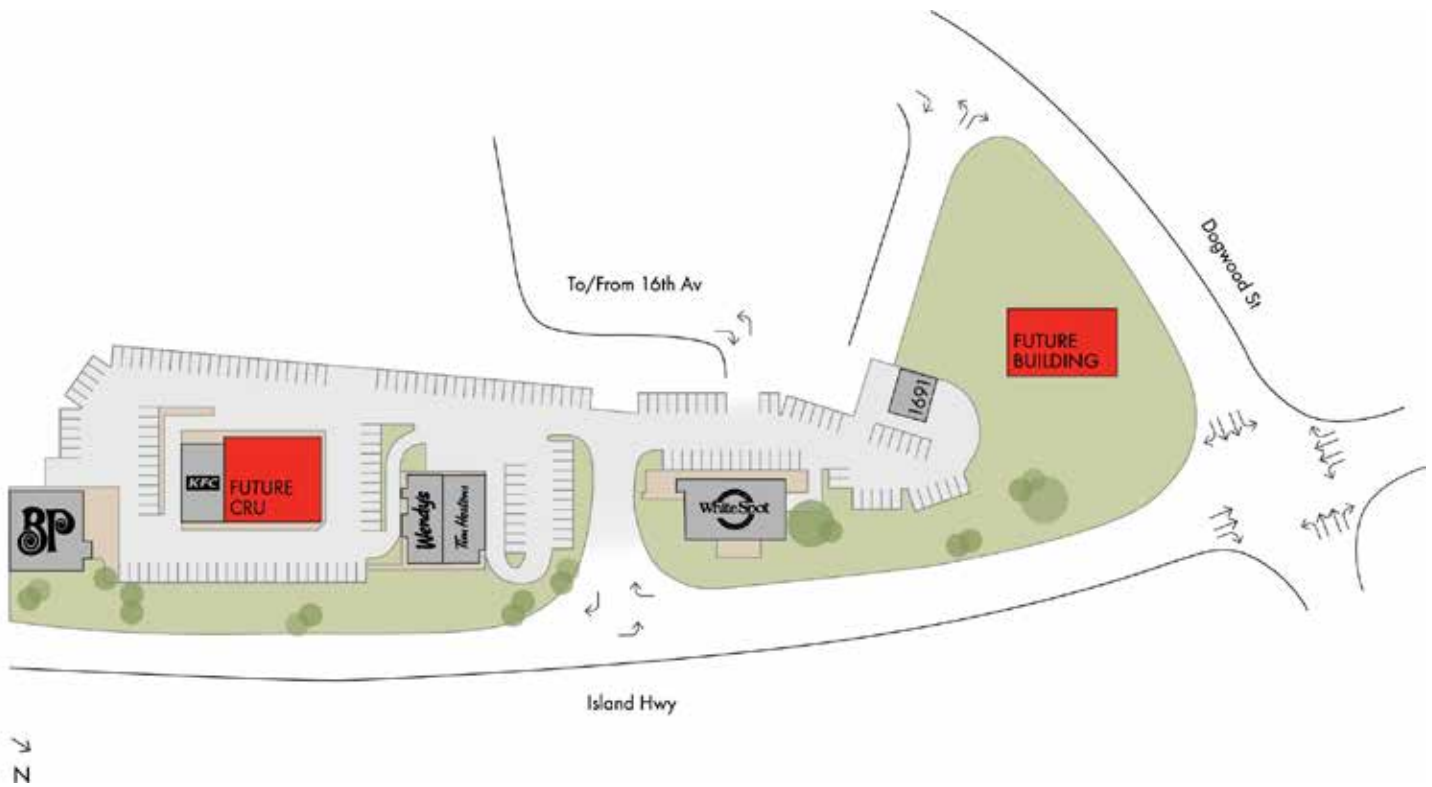 Dogwood St
To/From 16th Av
FUTURE
BUILDING
1691
KFC
FUTURE
CRU
BP
Wendys
Tim Hortons
White Spot
Island Hwy
N